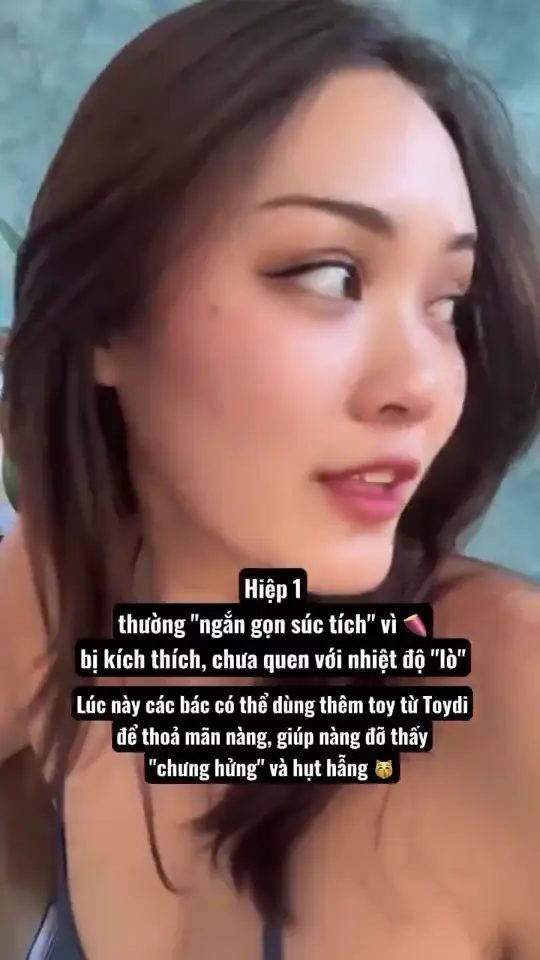 Hiệp 1
thường "ngắn gọn súc tích" vì 🍠
bị kích thích, chưa quen với nhiệt độ "lò"
Lúc này các bác có thể dùng thêm toy từ Toydi
để thoả mãn nàng, giúp nàng đỡ thấy
"chưng hửng" và hụt hẫng 😽